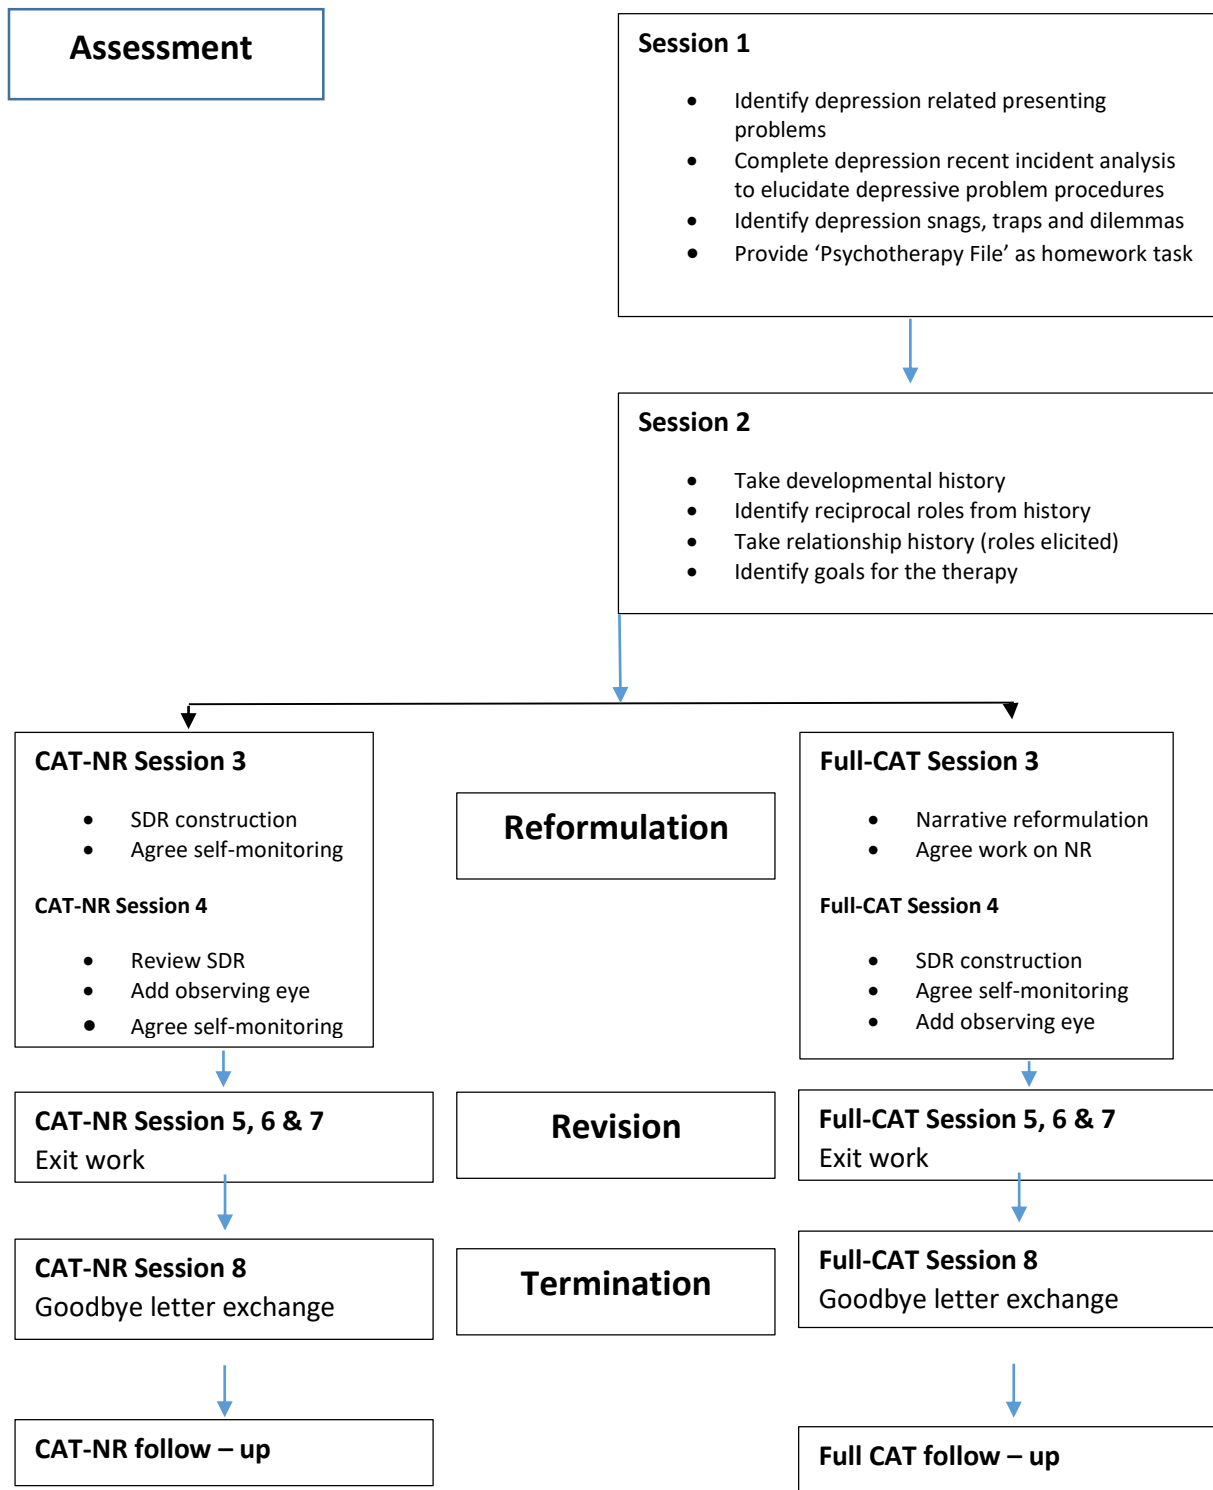 Assessment
Session 1
• Identify depression related presenting
problems
• Complete depression recent incident analysis
to elucidate depressive problem procedures
• Identify depression snags, traps and dilemmas
• Provide ‘Psychotherapy File’ as homework task
Session 2
• Take developmental history
• Identify reciprocal roles from history
• Take relationship history (roles elicited)
• Identify goals for the therapy
CAT-NR Session 3
• SDR construction
• Agree self-monitoring
CAT-NR Session 4
• Review SDR
• Add observing eye
• Agree self-monitoring
Reformulation
Full-CAT Session 3
• Narrative reformulation
• Agree work on NR
Full-CAT Session 4
• SDR construction
• Agree self-monitoring
• Add observing eye
CAT-NR Session 5, 6 & 7
Exit work
Revision
Full-CAT Session 5, 6 & 7
Exit work
CAT-NR Session 8
Goodbye letter exchange
Termination
Full-CAT Session 8
Goodbye letter exchange
CAT-NR follow – up
Full CAT follow – up